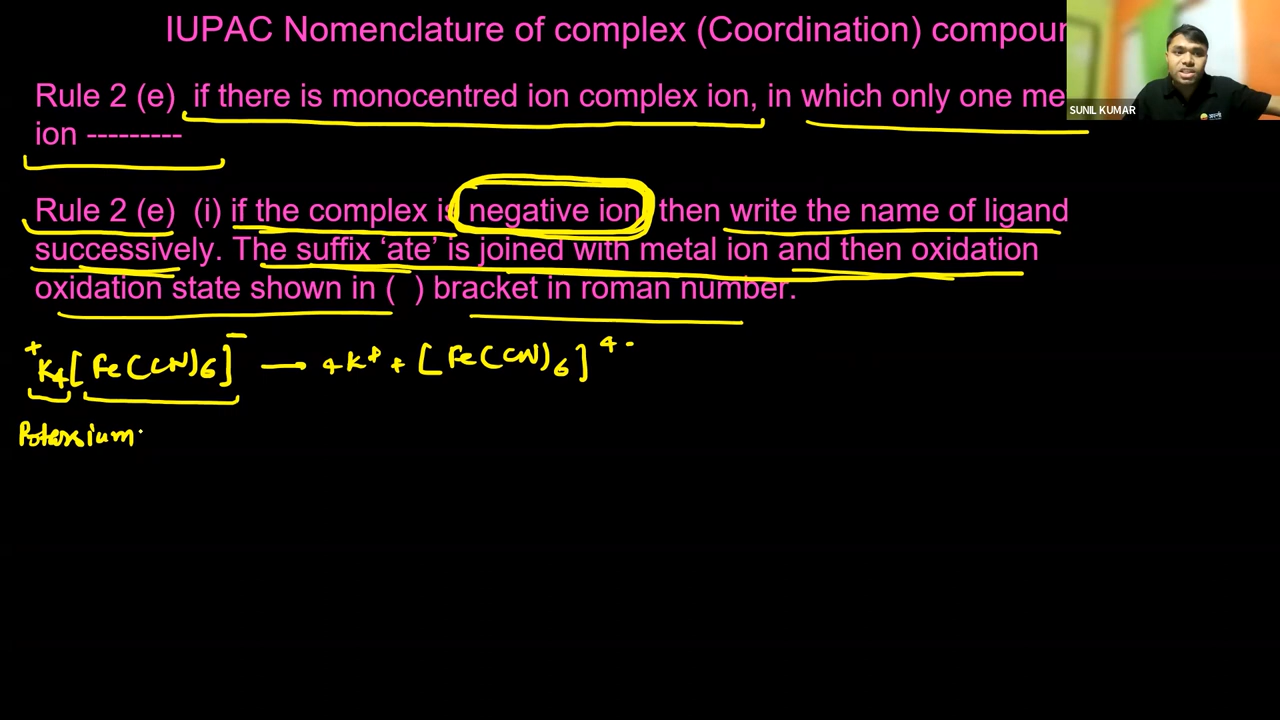 IUPAC Nomenclature of complex (Coordination) compoun
SUNIL KUMAR
Rule 2 (e) if there is monocentred ion complex ion, in which only one me
ion ---------
Rule 2 (e) (i) if the complex is negative ion then write the name of ligand
successively. The suffix ‘ate’ is joined with metal ion and then oxidation
oxidation state shown in ( ) bracket in roman number.
+K4[Fe(CN)6]− → 4K+ + [Fe(CN)6]4-
Potassium